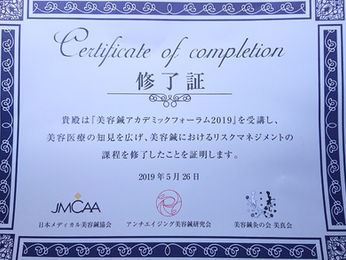 Certificate of completion
修了証
貴殿は「美容鍼アカデミックフォーラム2019」を受講し、
美容医療の知見を広げ、美容鍼におけるリスクマネジメントの
課程を修了したことを証明します。
2019年5月26日
JMCAA
日本メディカル美容鍼協会
アンチエイジング美容鍼研究会
美容鍼灸の会 美真会